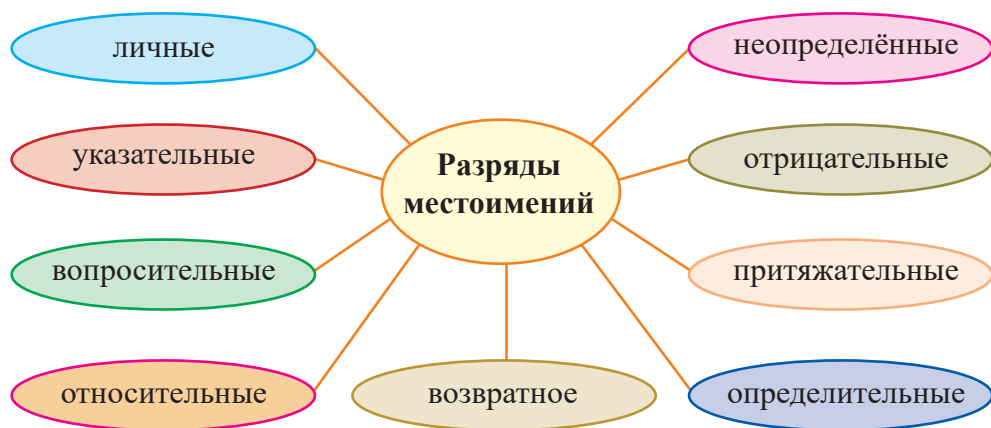 личные
неопределённые
Разряды
местоимений
указательные
отрицательные
вопросительные
притяжательные
относительные
возвратное
определительные